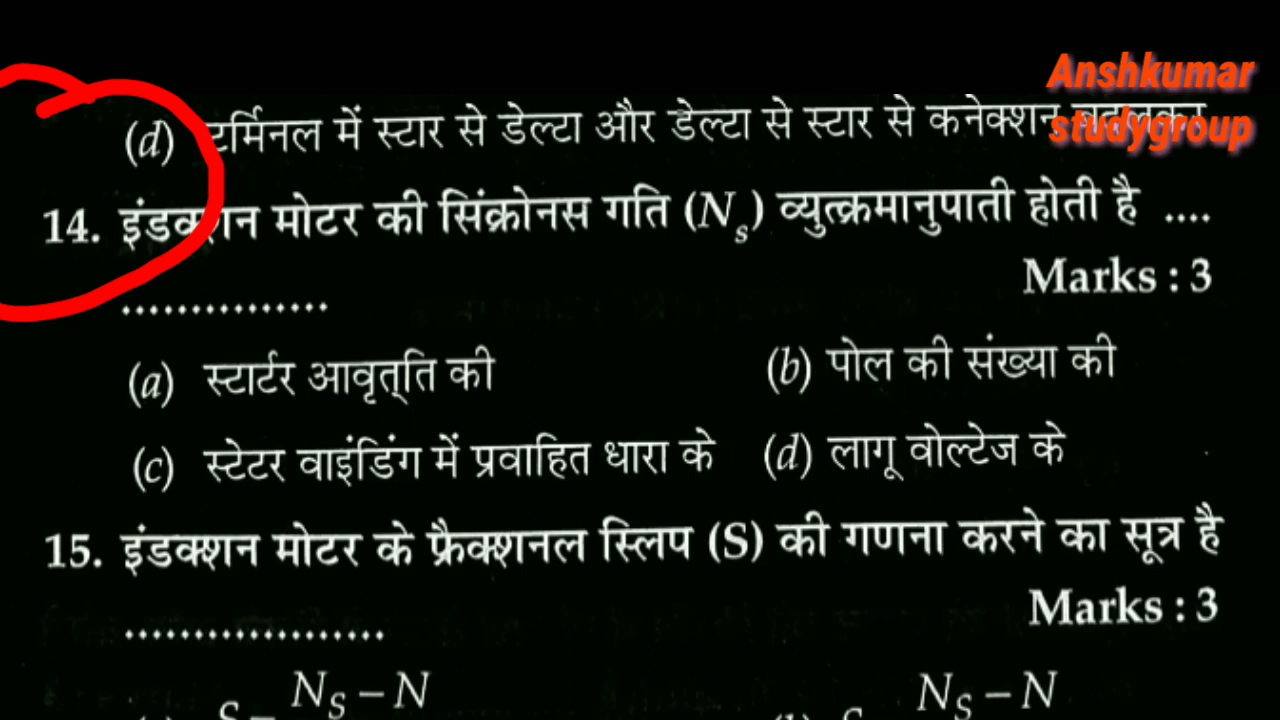 Anshkumar
studygroup
(d) टर्मिनल में स्टार से डेल्टा और डेल्टा से स्टार से कनेक्शन
14. इंडक्शन मोटर की सिंक्रोनस गति (Ns) व्युत्क्रमानुपाती होती है ....
Marks : 3
...............
(a) स्टार्टर आवृत्ति की (b) पोल की संख्या की
(c) स्टेटर वाइंडिंग में प्रवाहित धारा के (d) लागू वोल्टेज के
15. इंडक्शन मोटर के फ्रैक्शनल स्लिप (S) की गणना करने का सूत्र है
Marks : 3
...................
NS – N NS – N